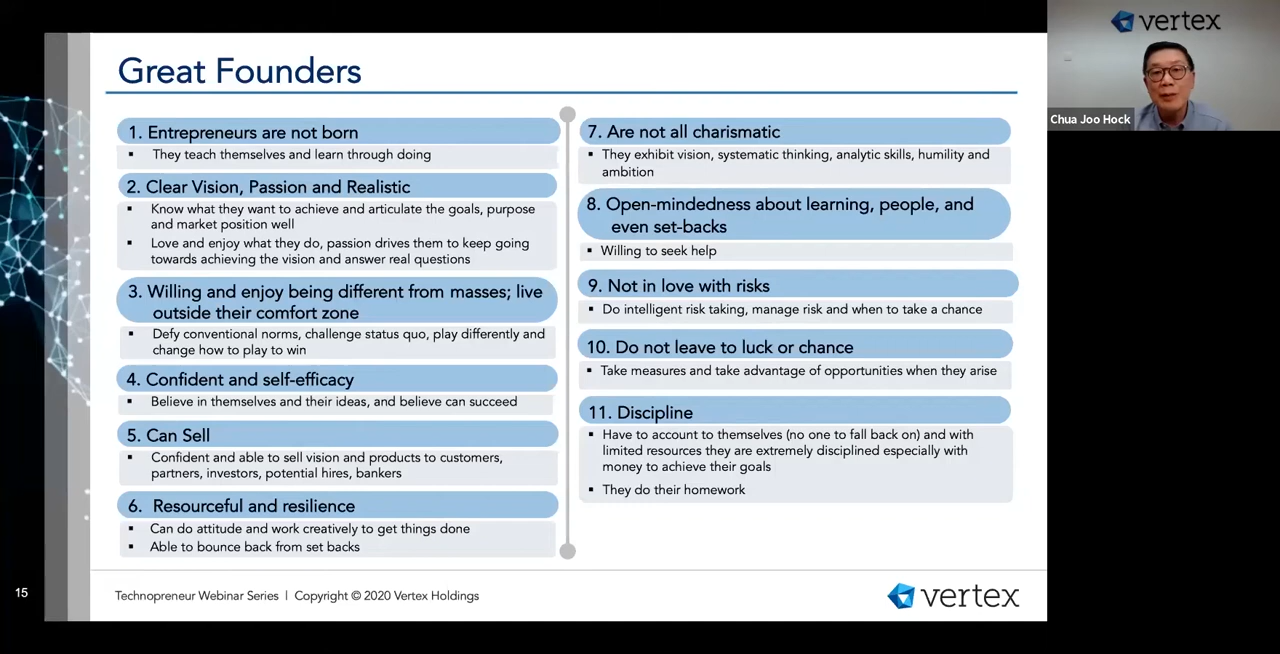 Great Founders
1. Entrepreneurs are not born
▪ They teach themselves and learn through doing
2. Clear Vision, Passion and Realistic
▪ Know what they want to achieve and articulate the goals, purpose
and market position well
▪ Love and enjoy what they do, passion drives them to keep going
towards achieving the vision and answer real questions
3. Willing and enjoy being different from masses; live
outside their comfort zone
▪ Defy conventional norms, challenge status quo, play differently and
change how to play to win
4. Confident and self-efficacy
▪ Believe in themselves and their ideas, and believe can succeed
5. Can Sell
▪ Confident and able to sell vision and products to customers,
partners, investors, potential hires, bankers
6. Resourceful and resilience
▪ Can do attitude and work creatively to get things done
▪ Able to bounce back from set backs
7. Are not all charismatic
▪ They exhibit vision, systematic thinking, analytic skills, humility and
ambition
8. Open-mindedness about learning, people, and
even set-backs
▪ Willing to seek help
9. Not in love with risks
▪ Do intelligent risk taking, manage risk and when to take a chance
10. Do not leave to luck or chance
▪ Take measures and take advantage of opportunities when they arise
11. Discipline
▪ Have to account to themselves (no one to fall back on) and with
limited resources they are extremely disciplined especially with
money to achieve their goals
▪ They do their homework
15
Technopreneur Webinar Series | Copyright © 2020 Vertex Holdings
vertex
vertex
Chua Joo Hock